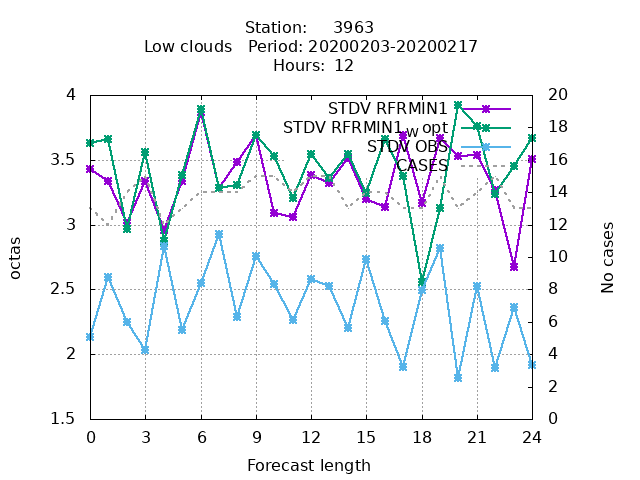 Station:     3963
Low clouds   Period: 20200203-20200217
Hours:  12
4
3.5
3
2.5
2
1.5
20
18
16
14
12
10
8
6
4
2
0
0 3 6 9 12 15 18 21 24
octas
No cases
Forecast length
STDV RFRMIN1
STDV RFRMIN1_W opt
STDV OBS
CASES